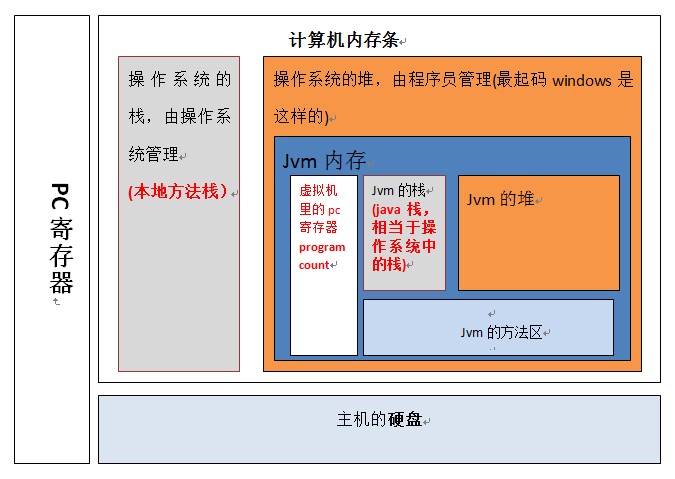 计算机内存条
操作系统的
栈，由操作系
统管理
(本地方法栈）
操作系统的堆，由程序员管理(最起码 windows 是
这样的)
Jvm 内存
虚拟机
里的 pc
寄存器
program
count
Jvm 的栈
(java 栈，
相当于操
作系统中
的栈)
Jvm 的堆
Jvm 的方法区
PC 寄存器
主机的硬盘